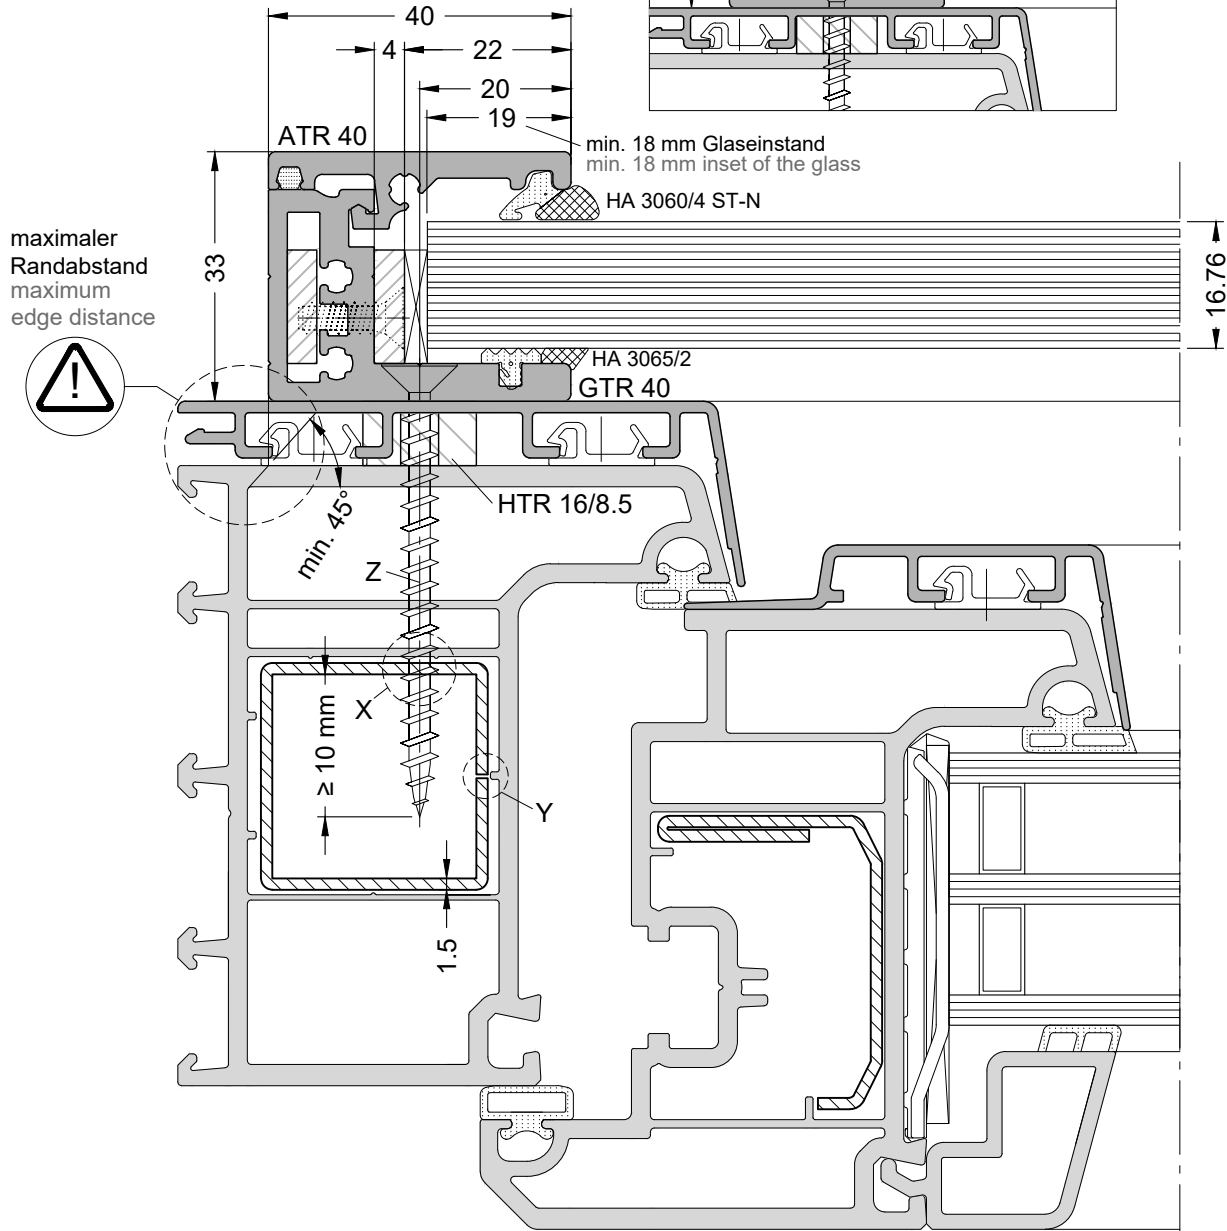 40
4
22
20
19
ATR 40
min. 18 mm Glaseinstand
min. 18 mm inset of the glass
HA 3060/4 ST-N
maximaler
Randabstand
maximum
edge distance
!
33
16.76
HA 3065/2
GTR 40
HTR 16/8.5
min. 45°
Z
X
≥ 10 mm
Y
1.5